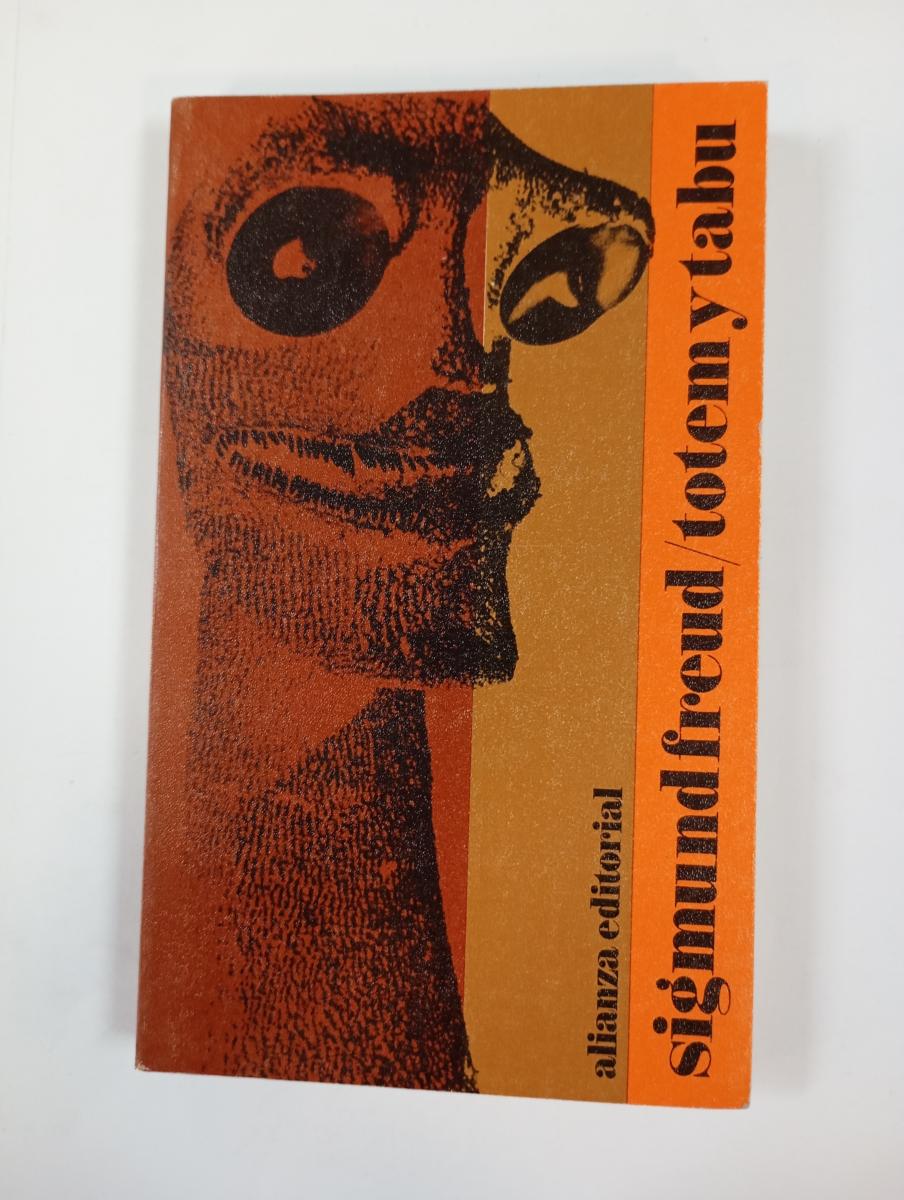 sigmund freud/totem y tabu
alianza editorial